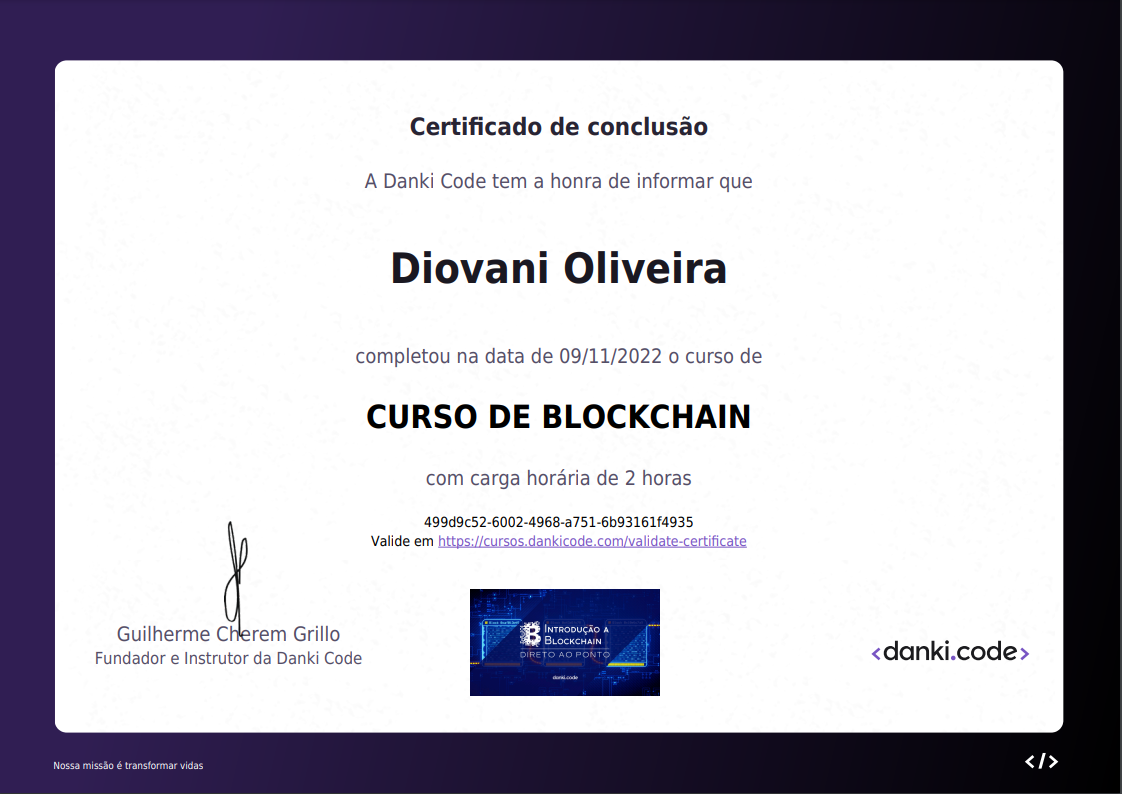 Certificado de conclusão
A Danki Code tem a honra de informar que
Diovani Oliveira
completou na data de 09/11/2022 o curso de
CURSO DE BLOCKCHAIN
com carga horária de 2 horas
499d9c52-6002-4968-a751-6b93161f4935
Valide em https://cursos.dankicode.com/validate-certificate
Guilherme Cherem Grillo
Fundador e Instrutor da Danki Code
INTRODUÇÃO A
BLOCKCHAIN
DIRETO AO PONTO
danki.code
<danki.code>
Nossa missão é transformar vidas
</>